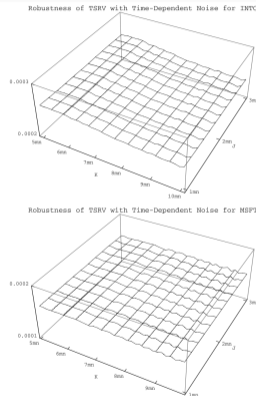 Robustness of TSRV with Time-Dependent Noise for INTC
0.0003
0.0002
5mn
6mn
7mn
8mn
9mn
10mn
K
1mn
2mn
3mn
J
Robustness of TSRV with Time-Dependent Noise for MSFT
0.0002
0.0001
5mn
6mn
7mn
8mn
9mn
K
1mn
2mn
3mn
J